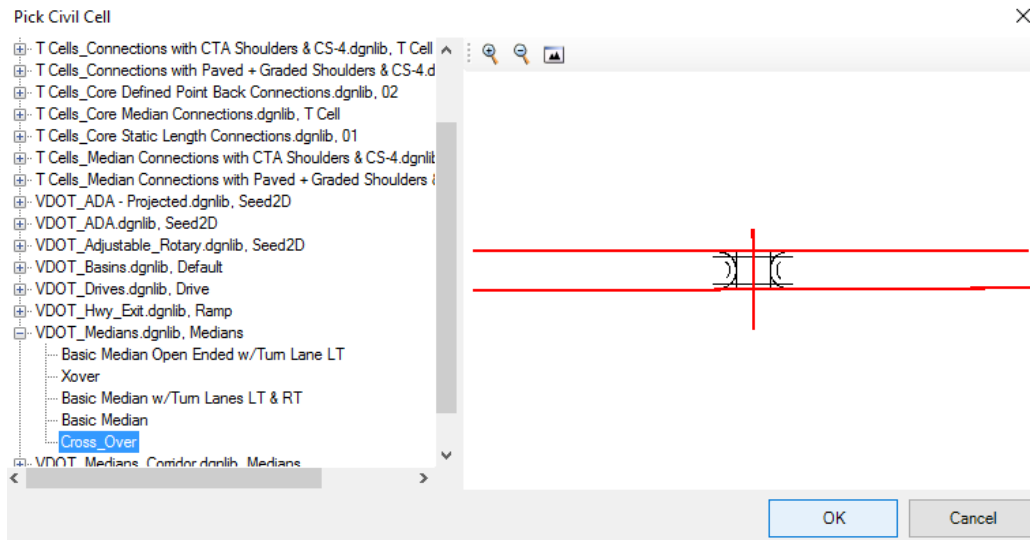 Pick Civil Cell
T Cells_Connections with CTA Shoulders & CS-4.dgnlib, T Cell
T Cells_Connections with Paved + Graded Shoulders & CS-4.d
T Cells_Core Defined Point Back Connections.dgnlib, 02
T Cells_Core Median Connections.dgnlib, T Cell
T Cells_Core Static Length Connections.dgnlib, 01
T Cells_Median Connections with CTA Shoulders & CS-4.dgnlib
T Cells_Median Connections with Paved + Graded Shoulders &
VDOT_ADA - Projected.dgnlib, Seed2D
VDOT_ADA.dgnlib, Seed2D
VDOT_Adjustable_Rotary.dgnlib, Seed2D
VDOT_Basins.dgnlib, Default
VDOT_Drives.dgnlib, Drive
VDOT_Hwy_Exit.dgnlib, Ramp
VDOT_Medians.dgnlib, Medians
Basic Median Open Ended w/Turn Lane LT
Xover
Basic Median w/Turn Lanes LT & RT
Basic Median
Cross_Over
VDOT_Medians_Corridor.dgnlib, Medians
OK
Cancel